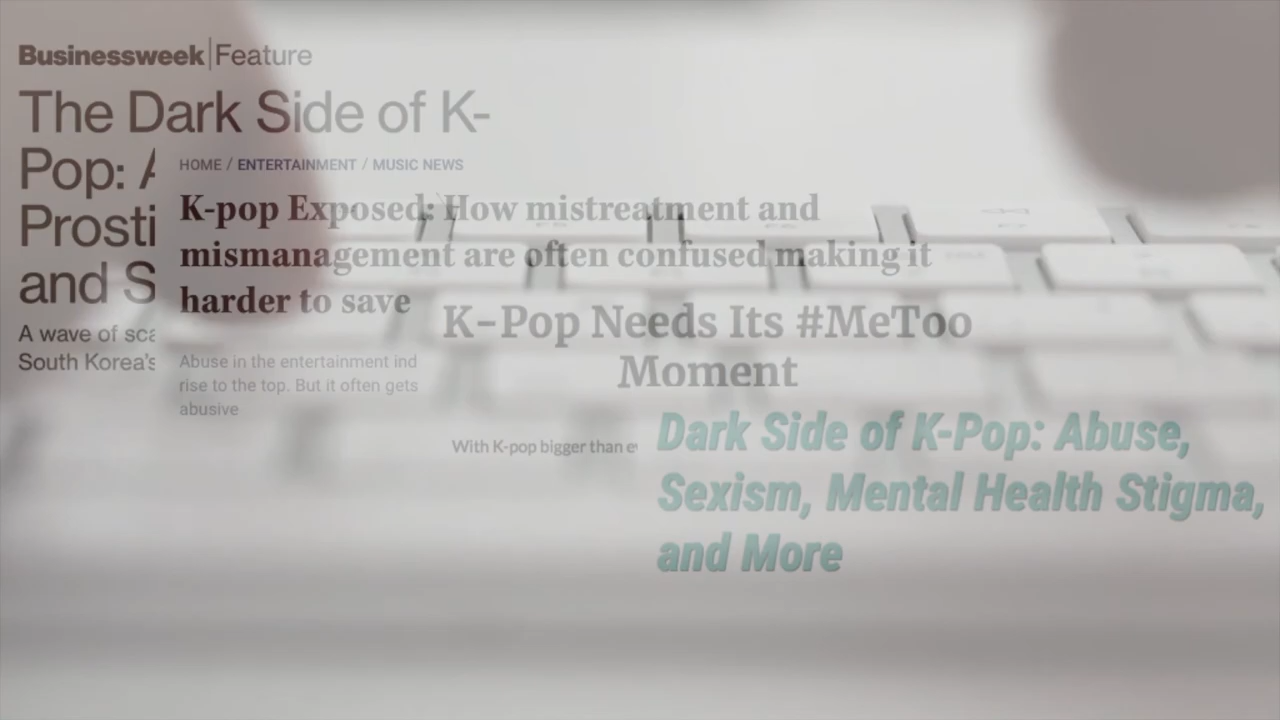 Businessweek|Feature
The Dark Side of K-
Pop: A
Prosti
and S
A wave of sca
South Korea's
HOME / ENTERTAINMENT / MUSIC NEWS
K-pop Exposed: How mistreatment and
mismanagement are often confused making it
harder to save
Abuse in the entertainment ind
rise to the top. But it often gets
abusive
K-Pop Needs Its #MeToo
Moment
With K-pop bigger than ev
Dark Side of K-Pop: Abuse,
Sexism, Mental Health Stigma,
and More